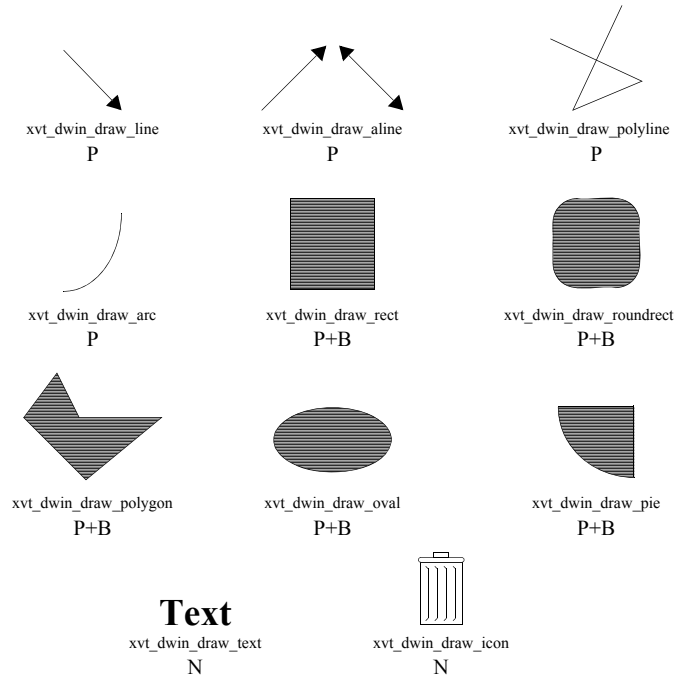 xvt_dwin_draw_line xvt_dwin_draw_aline xvt_dwin_draw_polyline
P P P
xvt_dwin_draw_arc xvt_dwin_draw_rect xvt_dwin_draw_roundrect
P P+B P+B
xvt_dwin_draw_polygon xvt_dwin_draw_oval xvt_dwin_draw_pie
P+B P+B P+B
Text
xvt_dwin_draw_text xvt_dwin_draw_icon
N N